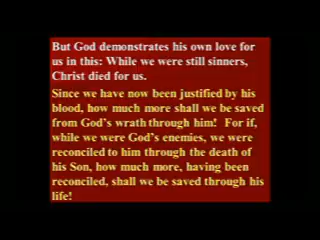 But God demonstrates his own love for
us in this: While we were still sinners,
Christ died for us.
Since we have now been justified by his
blood, how much more shall we be saved
from God's wrath through him!  For if,
while we were God's enemies, we were
reconciled to him through the death of
his Son, how much more, having been
reconciled, shall we be saved through his
life!